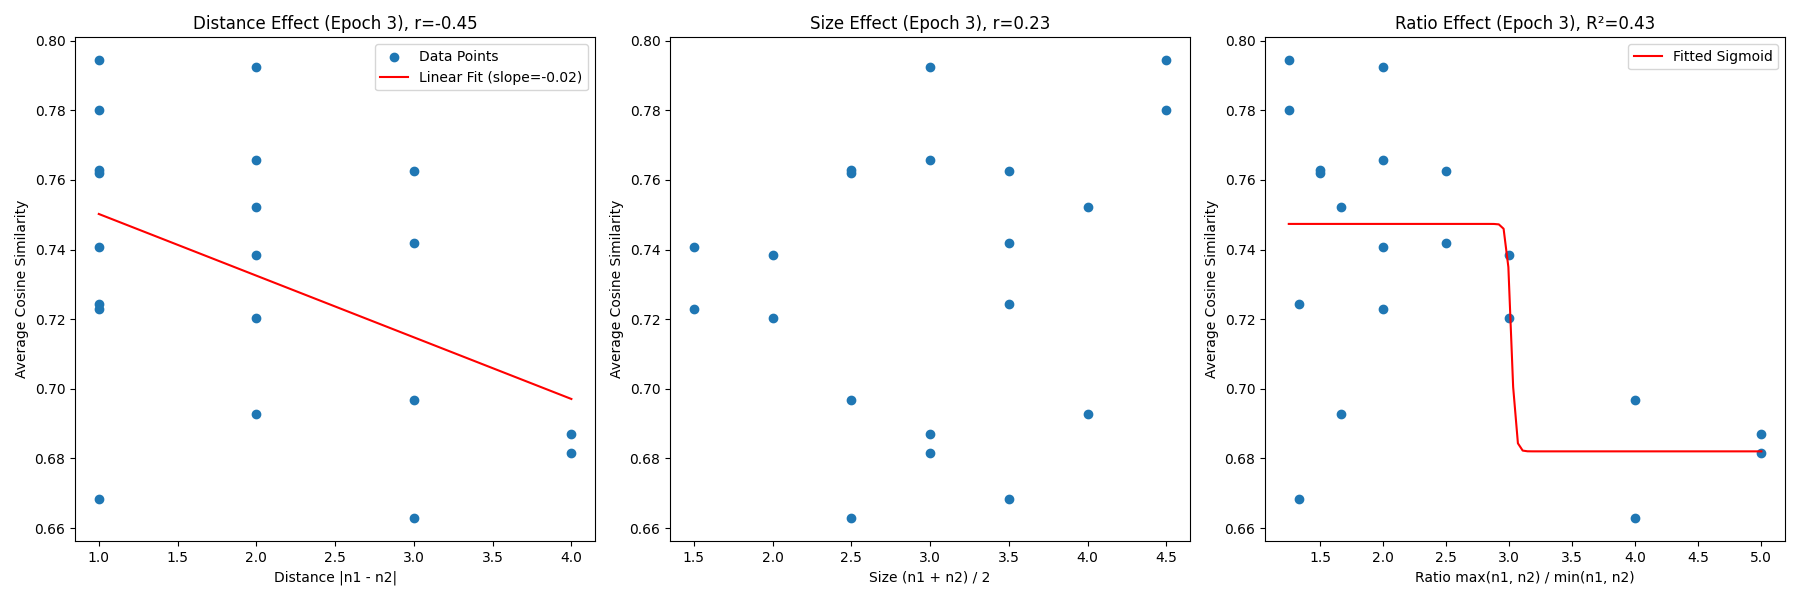 Distance Effect (Epoch 3), r=-0.45
0.80
0.78
0.76
0.74
0.72
0.70
0.68
0.66
Average Cosine Similarity
Data Points
Linear Fit (slope=-0.02)
1.0 1.5 2.0 2.5 3.0 3.5 4.0
Distance |n1 - n2|
Size Effect (Epoch 3), r=0.23
0.80
0.78
0.76
0.74
0.72
0.70
0.68
0.66
Average Cosine Similarity
1.5 2.0 2.5 3.0 3.5 4.0 4.5
Size (n1 + n2) / 2
Ratio Effect (Epoch 3), R²=0.43
0.80
0.78
0.76
0.74
0.72
0.70
0.68
0.66
Average Cosine Similarity
Fitted Sigmoid
1.5 2.0 2.5 3.0 3.5 4.0 4.5 5.0
Ratio max(n1, n2) / min(n1, n2)